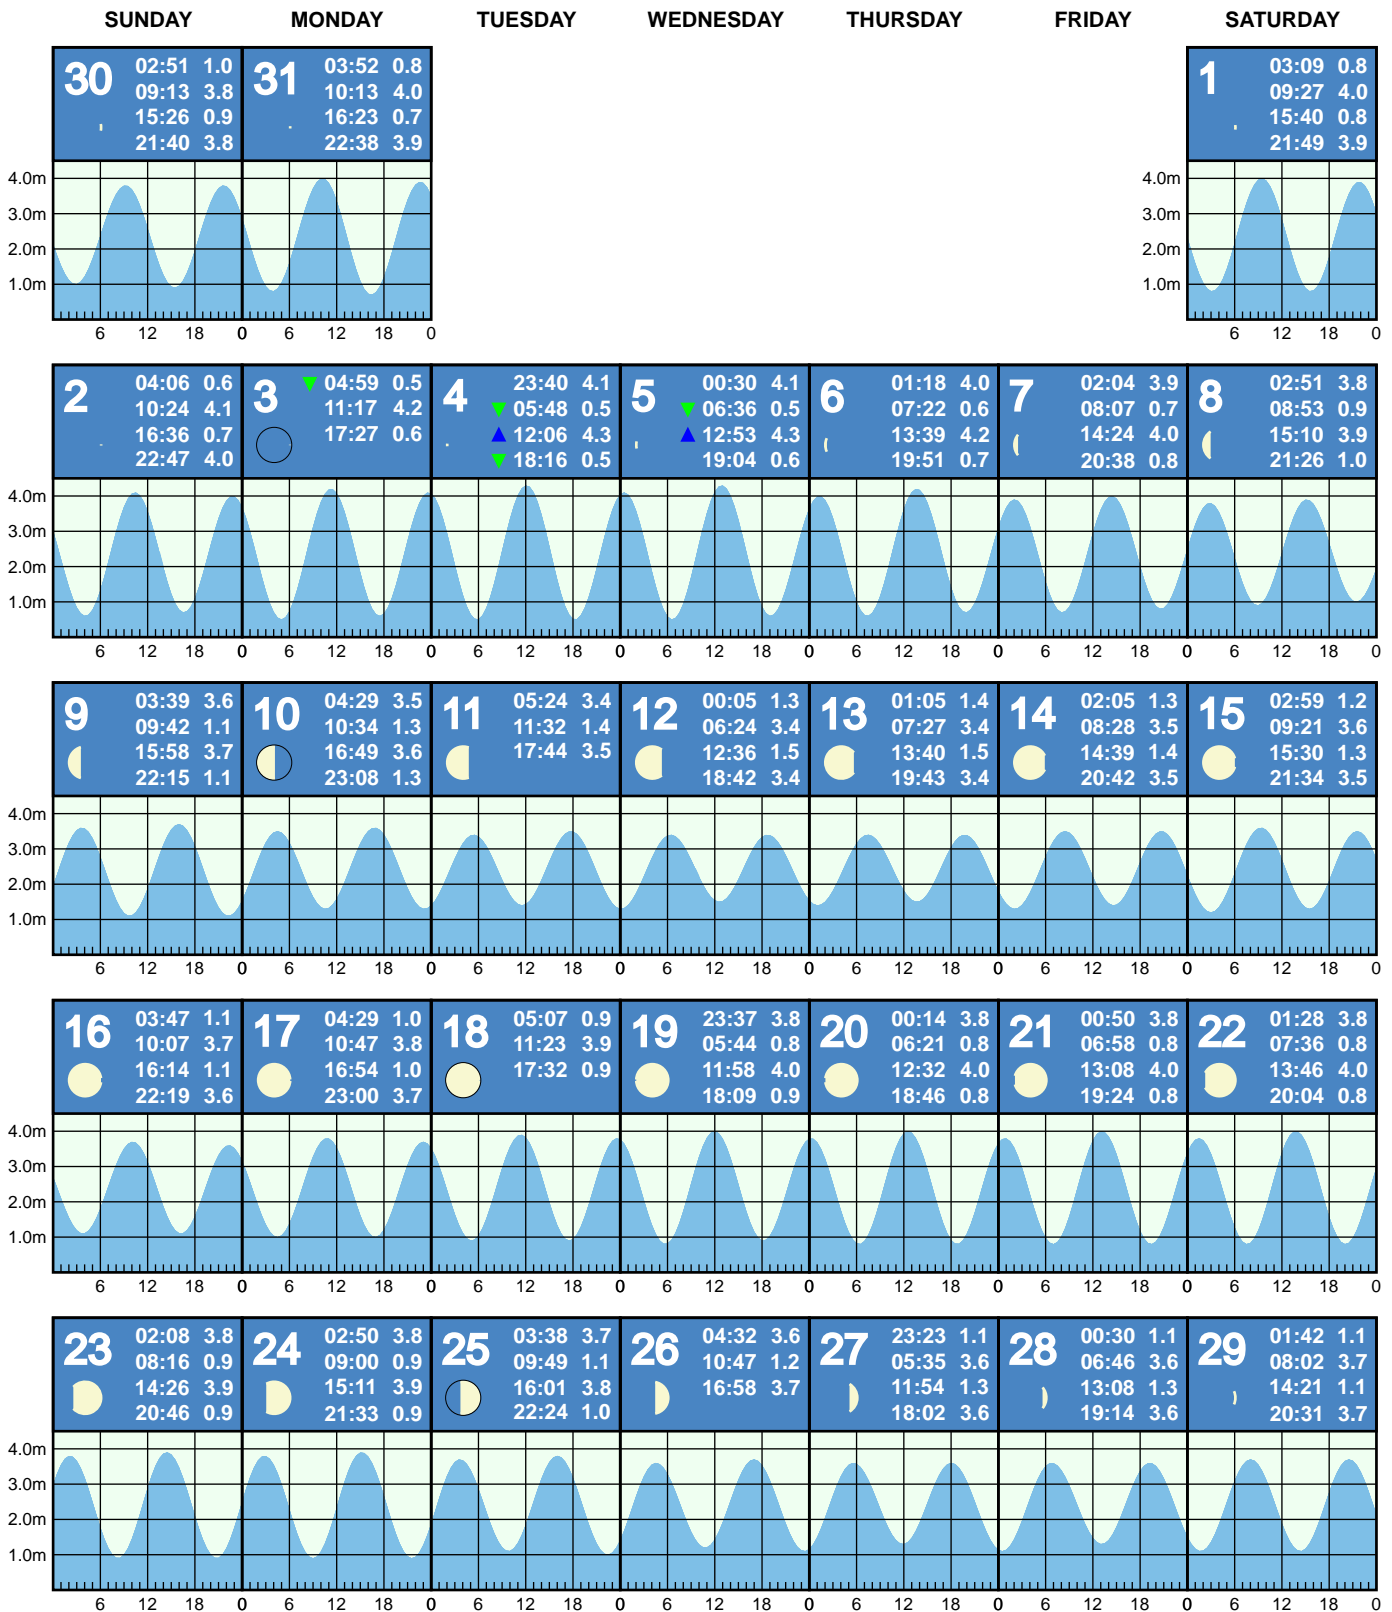 SUNDAY MONDAY TUESDAY WEDNESDAY THURSDAY FRIDAY SATURDAY
30 02:51 1.0
09:13 3.8
15:26 0.9
21:40 3.8
31 03:52 0.8
10:13 4.0
16:23 0.7
22:38 3.9
1 03:09 0.8
09:27 4.0
15:40 0.8
21:49 3.9
4.0m 4.0m
3.0m 3.0m
2.0m 2.0m
1.0m 1.0m
6 12 18 0 0 6 12 18 0 6 12 18 0
2 04:06 0.6
10:24 4.1
16:36 0.7
22:47 4.0
3 04:59 0.5
11:17 4.2
17:27 0.6
4 23:40 4.1
05:48 0.5
12:06 4.3
18:16 0.5
5 00:30 4.1
06:36 0.5
12:53 4.3
19:04 0.6
6 01:18 4.0
07:22 0.6
13:39 4.2
19:51 0.7
7 02:04 3.9
08:07 0.7
14:24 4.0
20:38 0.8
8 02:51 3.8
08:53 0.9
15:10 3.9
21:26 1.0
4.0m
3.0m
2.0m
1.0m
6 12 18 0 0 6 12 18 0 0 6 12 18 0 0 6 12 18 0 0 6 12 18 0 0 6 12 18 0 0 6 12 18 0
9 03:39 3.6
09:42 1.1
15:58 3.7
22:15 1.1
10 04:29 3.5
10:34 1.3
16:49 3.6
23:08 1.3
11 05:24 3.4
11:32 1.4
17:44 3.5
12 00:05 1.3
06:24 3.4
12:36 1.5
18:42 3.4
13 01:05 1.4
07:27 3.4
13:40 1.5
19:43 3.4
14 02:05 1.3
08:28 3.5
14:39 1.4
20:42 3.5
15 02:59 1.2
09:21 3.6
15:30 1.3
21:34 3.5
4.0m
3.0m
2.0m
1.0m
6 12 18 0 0 6 12 18 0 0 6 12 18 0 0 6 12 18 0 0 6 12 18 0 0 6 12 18 0 0 6 12 18 0
16 03:47 1.1
10:07 3.7
16:14 1.1
22:19 3.6
17 04:29 1.0
10:47 3.8
16:54 1.0
23:00 3.7
18 05:07 0.9
11:23 3.9
17:32 0.9
19 23:37 3.8
05:44 0.8
11:58 4.0
18:09 0.9
20 00:14 3.8
06:21 0.8
12:32 4.0
18:46 0.8
21 00:50 3.8
06:58 0.8
13:08 4.0
19:24 0.8
22 01:28 3.8
07:36 0.8
13:46 4.0
20:04 0.8
4.0m
3.0m
2.0m
1.0m
6 12 18 0 0 6 12 18 0 0 6 12 18 0 0 6 12 18 0 0 6 12 18 0 0 6 12 18 0 0 6 12 18 0
23 02:08 3.8
08:16 0.9
14:26 3.9
20:46 0.9
24 02:50 3.8
09:00 0.9
15:11 3.9
21:33 0.9
25 03:38 3.7
09:49 1.1
16:01 3.8
22:24 1.0
26 04:32 3.6
10:47 1.2
16:58 3.7
27 23:23 1.1
05:35 3.6
11:54 1.3
18:02 3.6
28 00:30 1.1
06:46 3.6
13:08 1.3
19:14 3.6
29 01:42 1.1
08:02 3.7
14:21 1.1
20:31 3.7
4.0m
3.0m
2.0m
1.0m
6 12 18 0 0 6 12 18 0 0 6 12 18 0 0 6 12 18 0 0 6 12 18 0 0 6 12 18 0 0 6 12 18 0